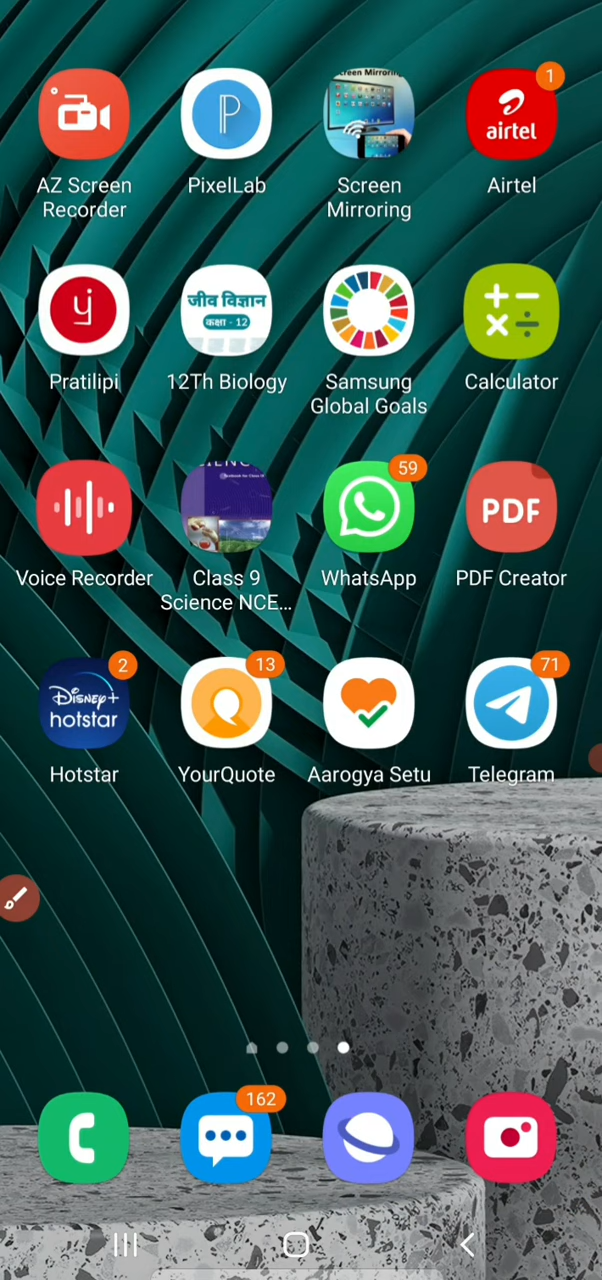 Screen Mirroring
1
airtel
AZ Screen
Recorder
PixelLab
Screen
Mirroring
Airtel
जीव विज्ञान
कक्षा - 12
Pratilipi
12Th Biology
Samsung
Global Goals
Calculator
59
PDF
Voice Recorder
Class 9
Science NCE...
WhatsApp
PDF Creator
Disney+
hotstar
2
13
71
Hotstar
YourQuote
Aarogya Setu
Telegram
162